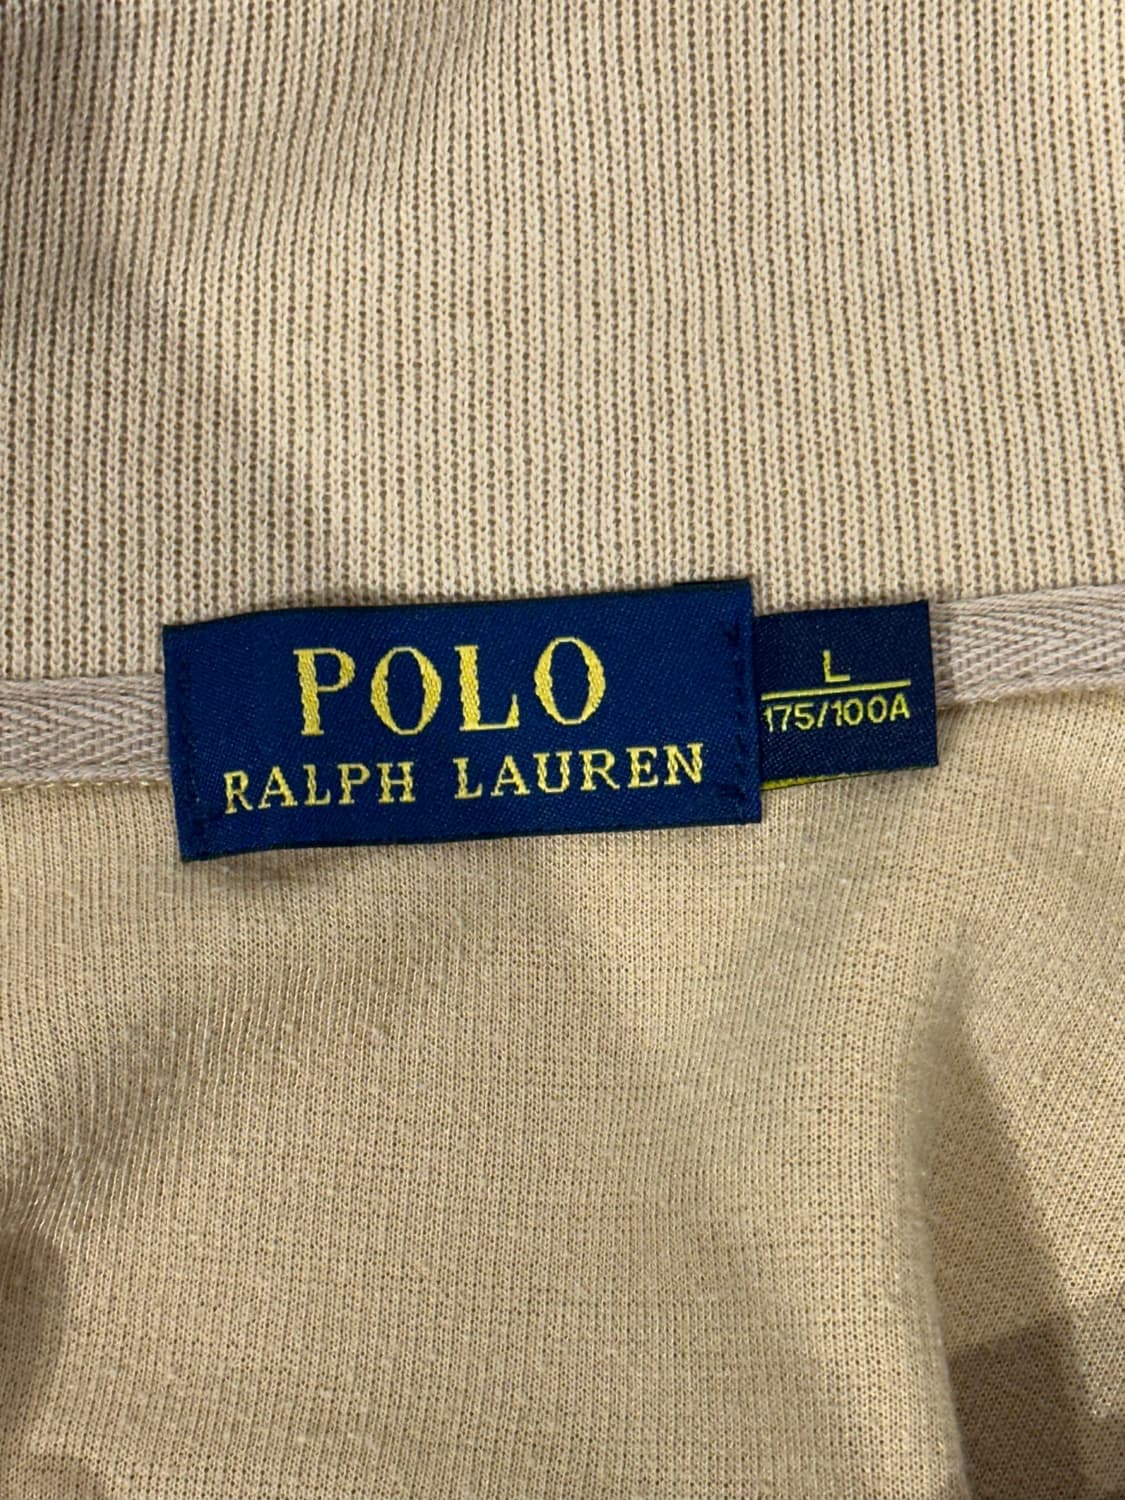 POLO
RALPH LAUREN
L
175/100A